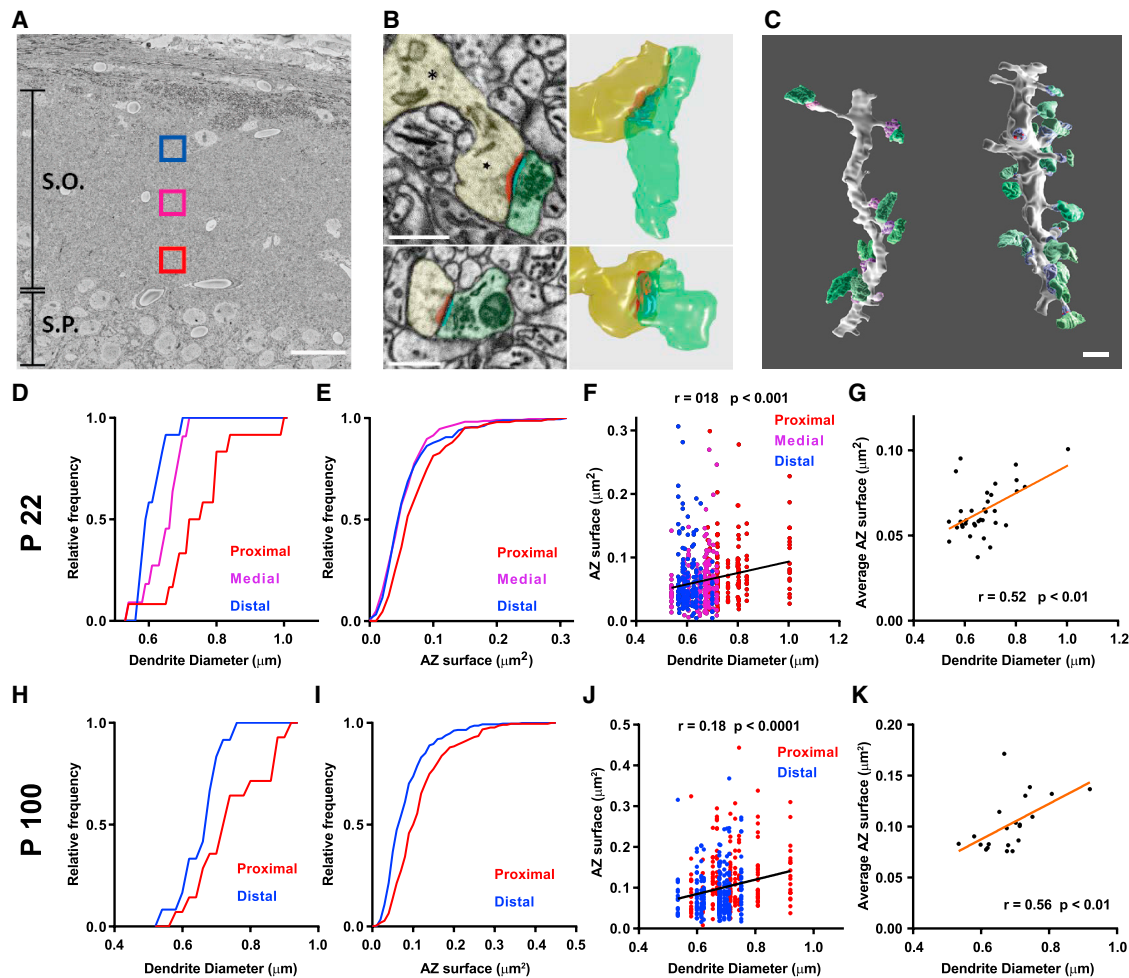 A
B
C
S.O.
S.P.
*
★
D
E
F
G
P 22
Relative frequency
1.0
0.5
0.0
0.6
0.8
1.0
Dendrite Diameter (μm)
Proximal
Medial
Distal
Relative frequency
1.0
0.5
0.0
0.0
0.1
0.2
0.3
AZ surface (μm²)
Proximal
Medial
Distal
r = 018 p < 0.001
Proximal
Medial
Distal
AZ surface (μm²)
0.3
0.2
0.1
0.0
0.4
0.6
0.8
1.0
1.2
Dendrite Diameter (μm)
Average AZ surface (μm²)
0.10
0.05
0.00
0.4
0.6
0.8
1.0
1.2
r = 0.52 p < 0.01
Dendrite Diameter (μm)
H
I
J
K
P 100
Relative frequency
1.0
0.5
0.0
0.4
0.6
0.8
1.0
Proximal
Distal
Dendrite Diameter (μm)
Relative frequency
1.0
0.5
0.0
0.0
0.1
0.2
0.3
0.4
0.5
Proximal
Distal
AZ surface (μm²)
r = 0.18 p < 0.0001
Proximal
Distal
AZ surface (μm²)
0.5
0.4
0.3
0.2
0.1
0.0
0.4
0.6
0.8
1.0
Dendrite Diameter (μm)
Average AZ surface (μm²)
0.20
0.15
0.10
0.05
0.00
0.4
0.6
0.8
1.0
r = 0.56 p < 0.01
Dendrite Diameter (μm)